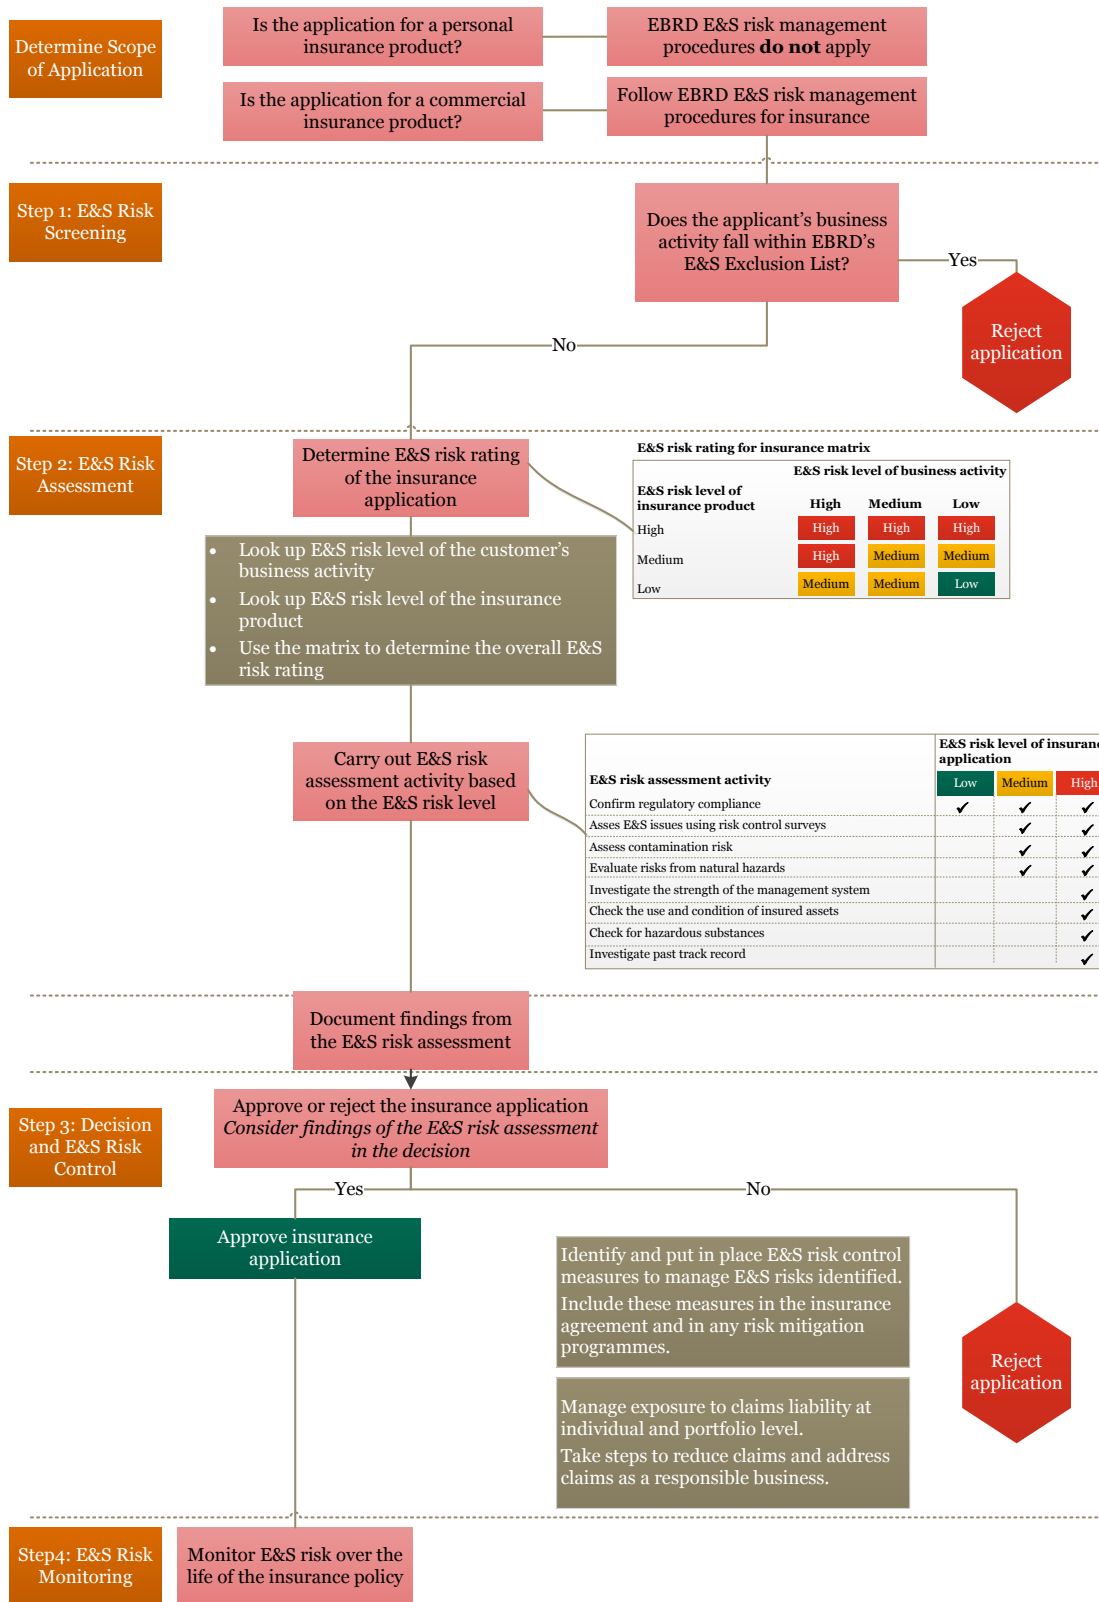 Determine Scope
of Application
Is the application for a personal
insurance product?
EBRD E&S risk management
procedures do not apply
Is the application for a commercial
insurance product?
Follow EBRD E&S risk management
procedures for insurance
Step 1: E&S Risk
Screening
Does the applicant's business
activity fall within EBRD's
E&S Exclusion List?
Yes
Reject
application
No
Step 2: E&S Risk
Assessment
Determine E&S risk rating
of the insurance
application
E&S risk rating for insurance matrix
E&S risk level of business activity
E&S risk level of
insurance product
High Medium Low
High High High High
Medium High Medium Medium
Low Medium Medium Low
• Look up E&S risk level of the customer's
business activity
• Look up E&S risk level of the insurance
product
• Use the matrix to determine the overall E&S
risk rating
Carry out E&S risk
assessment activity based
on the E&S risk level
E&S risk level of insuranc
application
E&S risk assessment activity Low Medium High
Confirm regulatory compliance ✓ ✓ ✓
Asses E&S issues using risk control surveys ✓ ✓
Assess contamination risk ✓ ✓
Evaluate risks from natural hazards ✓ ✓
Investigate the strength of the management system ✓
Check the use and condition of insured assets ✓
Check for hazardous substances ✓
Investigate past track record ✓
Document findings from
the E&S risk assessment
Step 3: Decision
and E&S Risk
Control
Approve or reject the insurance application
Consider findings of the E&S risk assessment
in the decision
Yes
No
Approve insurance
application
Identify and put in place E&S risk control
measures to manage E&S risks identified.
Include these measures in the insurance
agreement and in any risk mitigation
programmes.
Reject
application
Manage exposure to claims liability at
individual and portfolio level.
Take steps to reduce claims and address
claims as a responsible business.
Step4: E&S Risk
Monitoring
Monitor E&S risk over the
life of the insurance policy